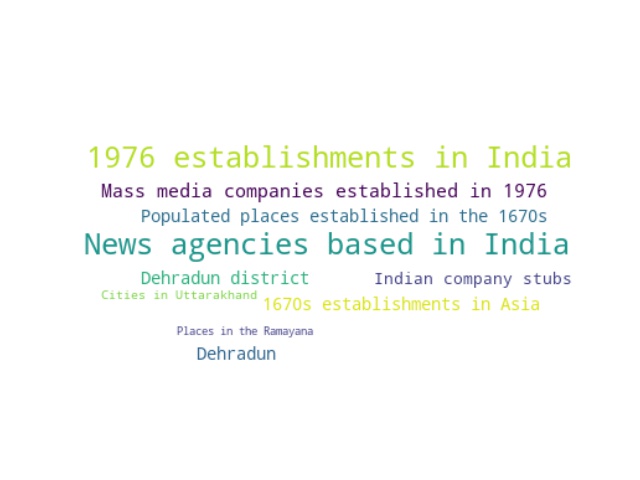 1976 establishments in India
Mass media companies established in 1976
Populated places established in the 1670s
News agencies based in India
Dehradun district
Indian company stubs
Cities in Uttarakhand
1670s establishments in Asia
Places in the Ramayana
Dehradun